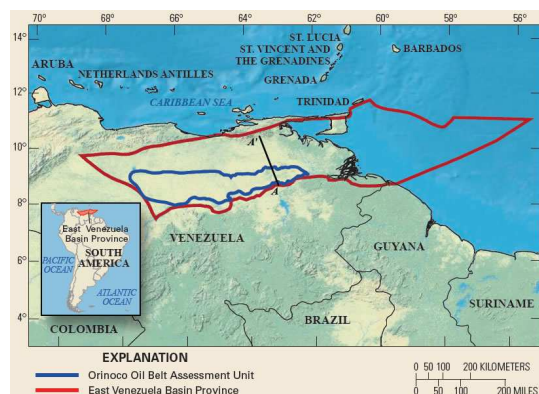 70° 68° 66° 64° 62° 60° 58° 56°
14°
12°
10°
8°
6°
4°
ST. LUCIA
ST. VINCENT AND
THE GRENADINES
BARBADOS
ARUBA
NETHERLANDS ANTILLES
GRENADA
CARIBBEAN SEA
TRINIDAD
A'
A
VENEZUELA
GUYANA
SURINAME
BRAZIL
COLOMBIA
East Venezuela
Basin Province
SOUTH
AMERICA
PACIFIC
OCEAN
ATLANTIC
OCEAN
EXPLANATION
Orinoco Oil Belt Assessment Unit
East Venezuela Basin Province
0 50 100 200 KILOMETERS
0 50 100 200 MILES